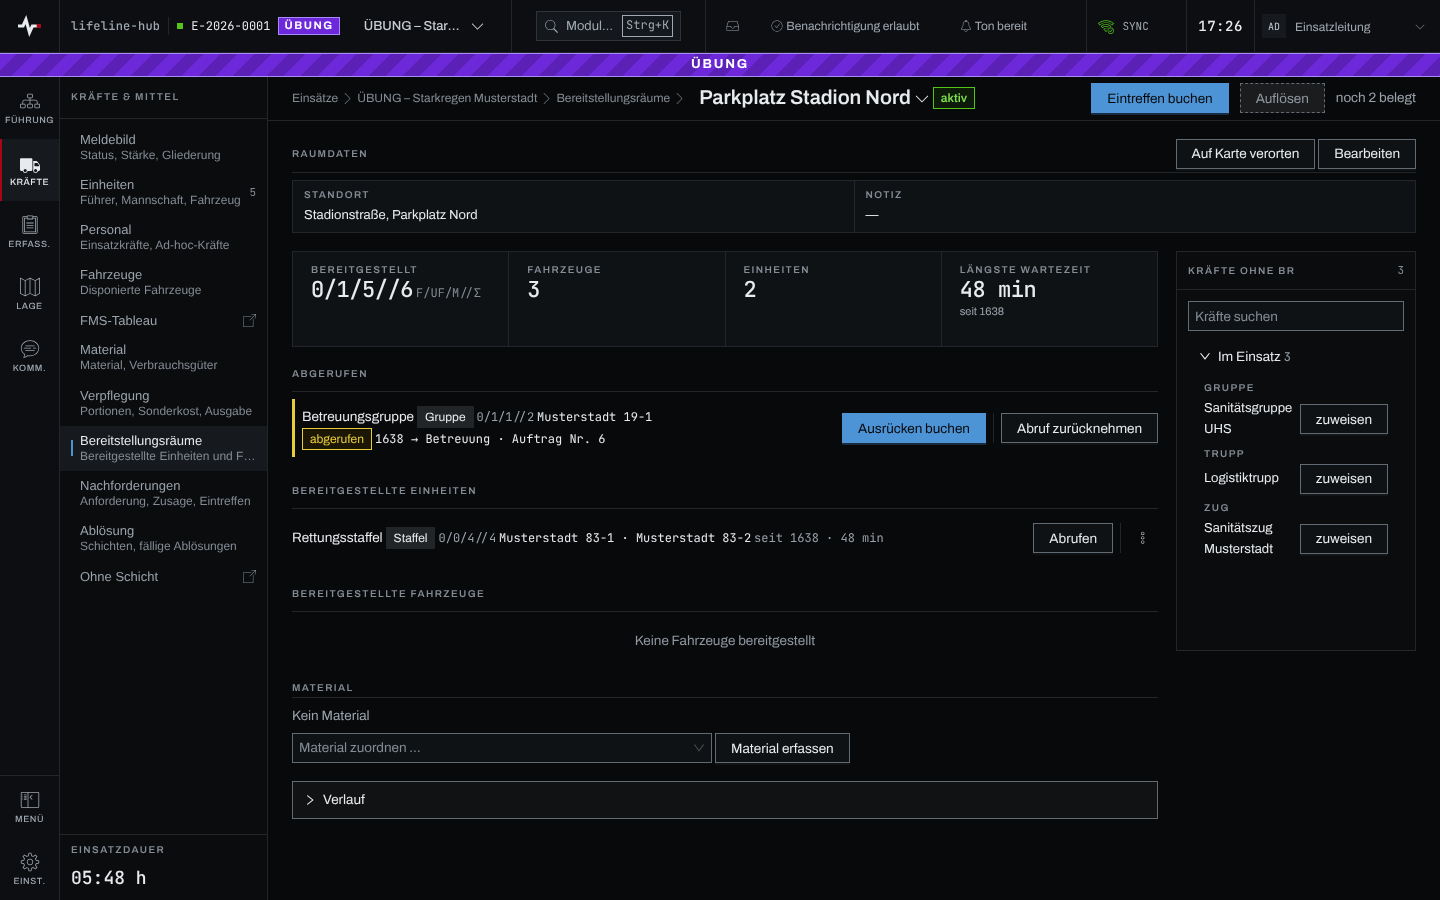 lifeline-hub E-2026-0001 ÜBUNG ÜBUNG – Star... Modul... Strg+K Benachrichtigung erlaubt Ton bereit SYNC 17:26 AD Einsatzleitung
ÜBUNG
FÜHRUNG
KRÄFTE
ERFASS.
LAGE
KOMM.
MENÜ
EINST.
KRÄFTE & MITTEL
Meldebild
Status, Stärke, Gliederung
Einheiten
Führer, Mannschaft, Fahrzeug 5
Personal
Einsatzkräfte, Ad-hoc-Kräfte
Fahrzeuge
Disponierte Fahrzeuge
FMS-Tableau
Material
Material, Verbrauchsgüter
Verpflegung
Portionen, Sonderkost, Ausgabe
Bereitstellungsräume
Bereitgestellte Einheiten und F...
Nachforderungen
Anforderung, Zusage, Eintreffen
Ablösung
Schichten, fällige Ablösungen
Ohne Schicht
EINSATZDAUER
05:48 h
Einsätze > ÜBUNG – Starkregen Musterstadt > Bereitstellungsräume > Parkplatz Stadion Nord aktiv Eintreffen buchen Auflösen noch 2 belegt
RAUMDATEN Auf Karte verorten Bearbeiten
STANDORT
Stadionstraße, Parkplatz Nord
NOTIZ
—
BEREITGESTELLT
0/1/5//6 F/UF/M//Σ
FAHRZEUGE
3
EINHEITEN
2
LÄNGSTE WARTEZEIT
48 min
seit 1638
ABGERUFEN
Betreuungsgruppe Gruppe 0/1/1//2 Musterstadt 19-1
abgerufen 1638 → Betreuung · Auftrag Nr. 6
Ausrücken buchen Abruf zurücknehmen
BEREITGESTELLTE EINHEITEN
Rettungsstaffel Staffel 0/0/4//4 Musterstadt 83-1 · Musterstadt 83-2 seit 1638 · 48 min Abrufen
BEREITGESTELLTE FAHRZEUGE
Keine Fahrzeuge bereitgestellt
MATERIAL
Kein Material
Material zuordnen ... Material erfassen
Verlauf
KRÄFTE OHNE BR 3
Kräfte suchen
Im Einsatz 3
GRUPPE
Sanitätsgruppe
UHS
zuweisen
TRUPP
Logistiktrupp zuweisen
ZUG
Sanitätszug
Musterstadt
zuweisen